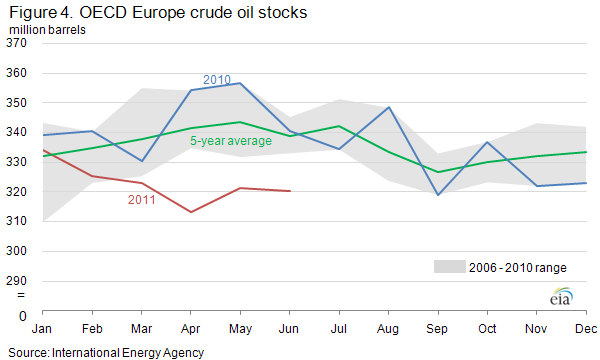 Figure 4. OECD Europe crude oil stocks
million barrels
370
360
350
340
330
320
310
300
290
=
0
2010
5-year average
2011
2006 - 2010 range
eia
Jan Feb Mar Apr May Jun Jul Aug Sep Oct Nov Dec
Source: International Energy Agency